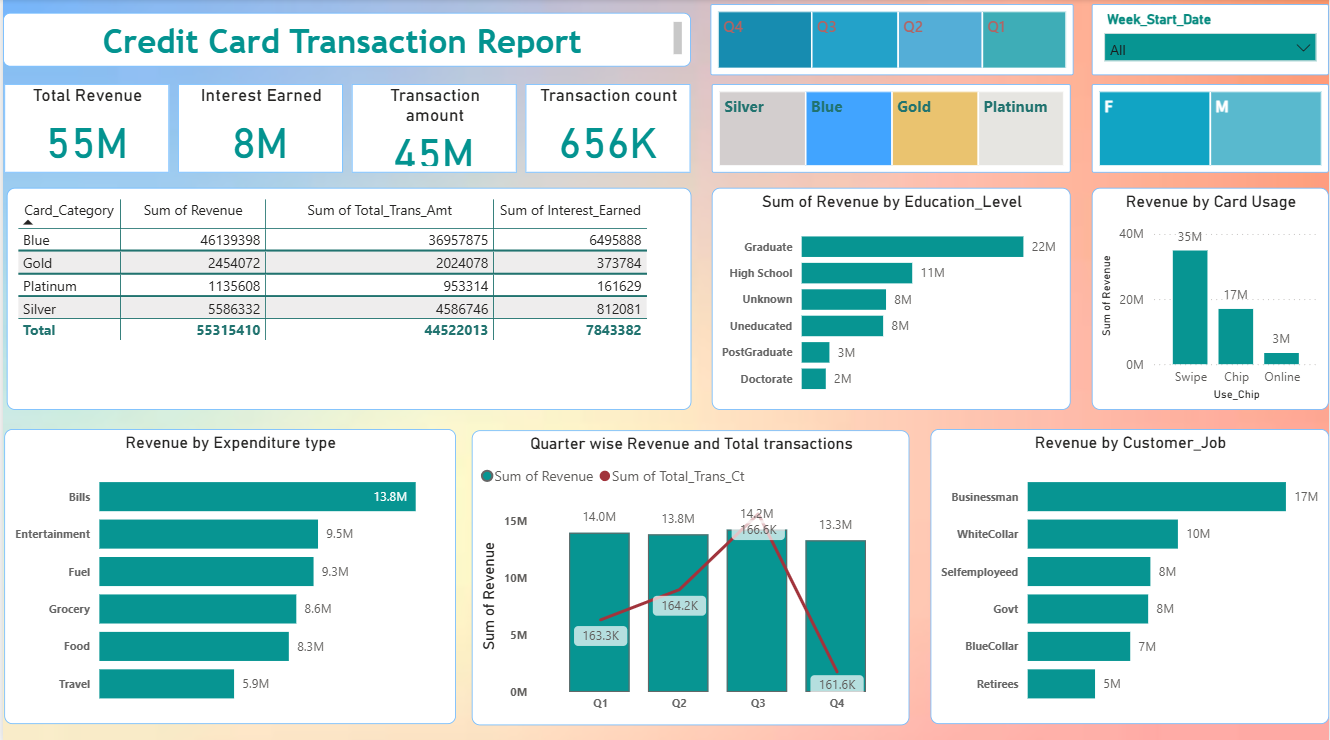 Credit Card Transaction Report
Q4 Q3 Q2 Q1
Week_Start_Date
All
Total Revenue
55M
Interest Earned
8M
Transaction
amount
45M
Transaction count
656K
Silver Blue Gold Platinum
F M
Card_Category Sum of Revenue Sum of Total_Trans_Amt Sum of Interest_Earned
Blue 46139398 36957875 6495888
Gold 2454072 2024078 373784
Platinum 1135608 953314 161629
Silver 5586332 4586746 812081
Total 55315410 44522013 7843382
Sum of Revenue by Education_Level
Graduate 22M
High School 11M
Unknown 8M
Uneducated 8M
PostGraduate 3M
Doctorate 2M
Revenue by Card Usage
Sum of Revenue
40M
20M
0M
35M
17M
3M
Swipe Chip Online
Use_Chip
Revenue by Expenditure type
Bills 13.8M
Entertainment 9.5M
Fuel 9.3M
Grocery 8.6M
Food 8.3M
Travel 5.9M
Quarter wise Revenue and Total transactions
Sum of Revenue Sum of Total_Trans_Ct
Sum of Revenue
15M
10M
5M
0M
14.0M 13.8M 14.2M 13.3M
163.3K 164.2K 166.6K 161.6K
Q1 Q2 Q3 Q4
Revenue by Customer_Job
Businessman 17M
WhiteCollar 10M
Selfemployeed 8M
Govt 8M
BlueCollar 7M
Retirees 5M